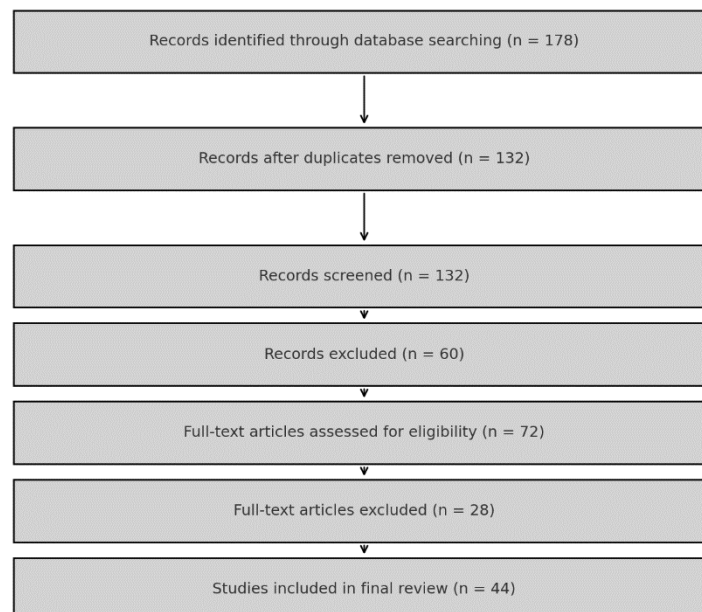 Records identified through database searching (n = 178)
Records after duplicates removed (n = 132)
Records screened (n = 132)
Records excluded (n = 60)
Full-text articles assessed for eligibility (n = 72)
Full-text articles excluded (n = 28)
Studies included in final review (n = 44)